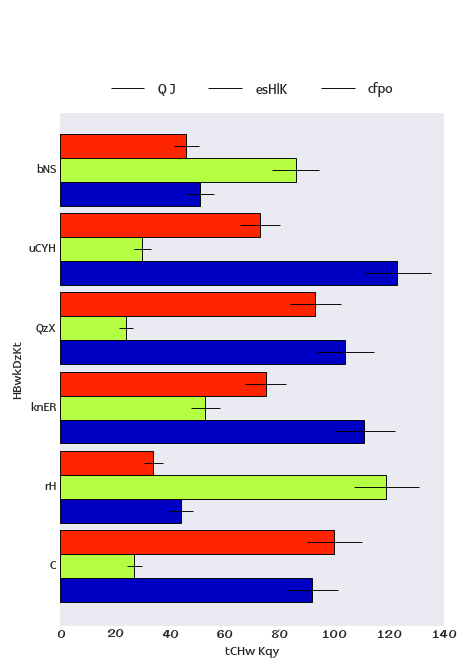 Q J esHlK cfpo
bNS
uCYH
QzX
knER
rH
C
HBwkDzKt
0 20 40 60 80 100 120 140
tCHw Kqy